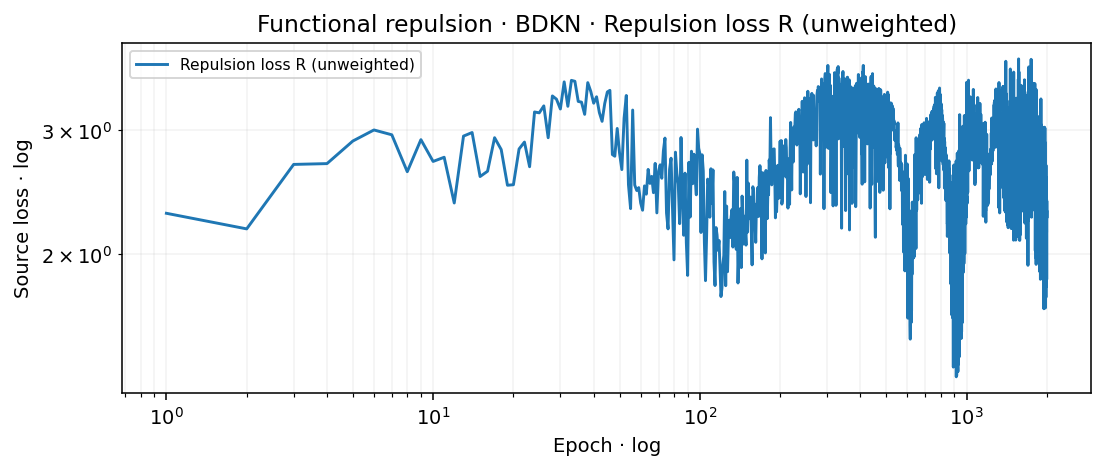 Functional repulsion · BDKN · Repulsion loss R (unweighted)
Repulsion loss R (unweighted)
Source loss · log
3 × 10⁰
2 × 10⁰
10⁰ 10¹ 10² 10³
Epoch · log